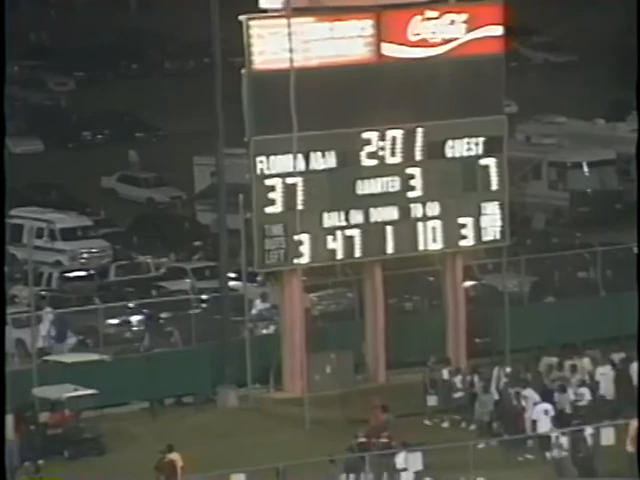 Coca-Cola
2:01
FLORIDA A&M GUEST
37 QUARTER 3 7
BALL ON DOWN TO GO
TIME OUTS LEFT 3 47 1 10 3 TIME OUTS LEFT